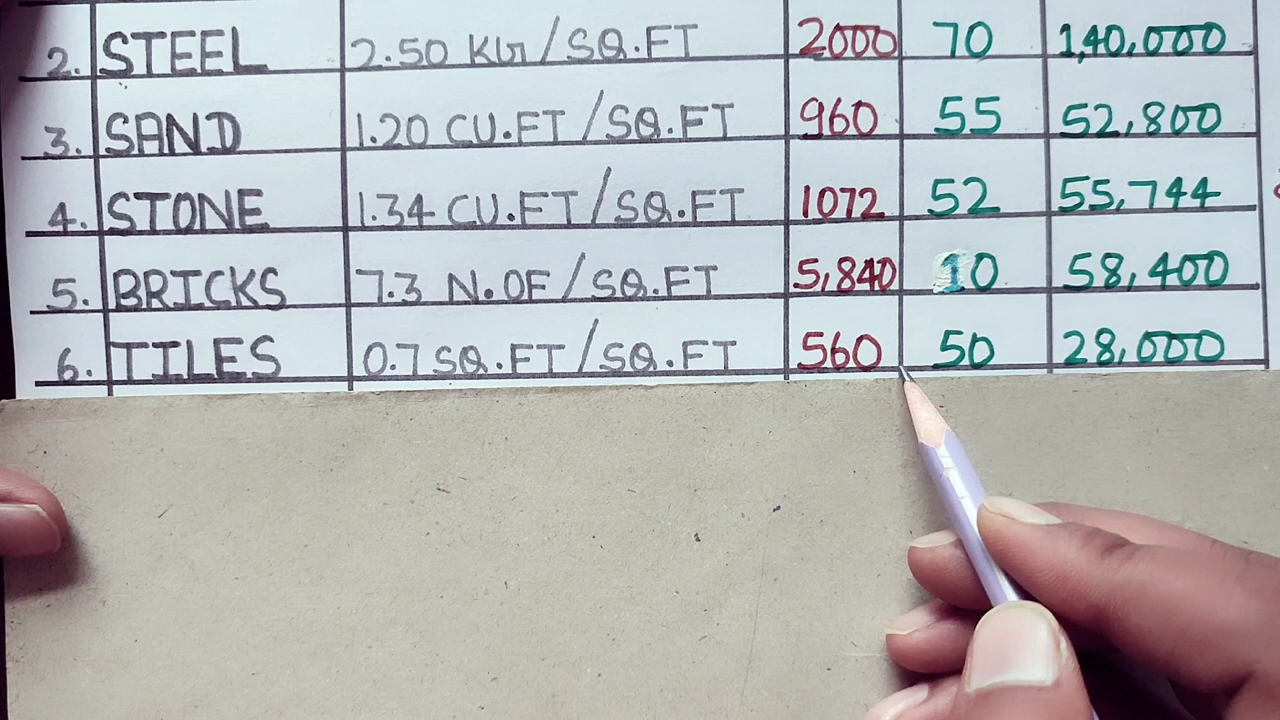 2. STEEL 2.50 KG/SQ.FT 2000 70 1,40,000
3. SAND 1.20 CU.FT/SQ.FT 960 55 52,800
4. STONE 1.34 CU.FT/SQ.FT 1072 52 55,744
5. BRICKS 7.3 N.OF/SQ.FT 5,840 10 58,400
6. TILES 0.7 SQ.FT/SQ.FT 560 50 28,000